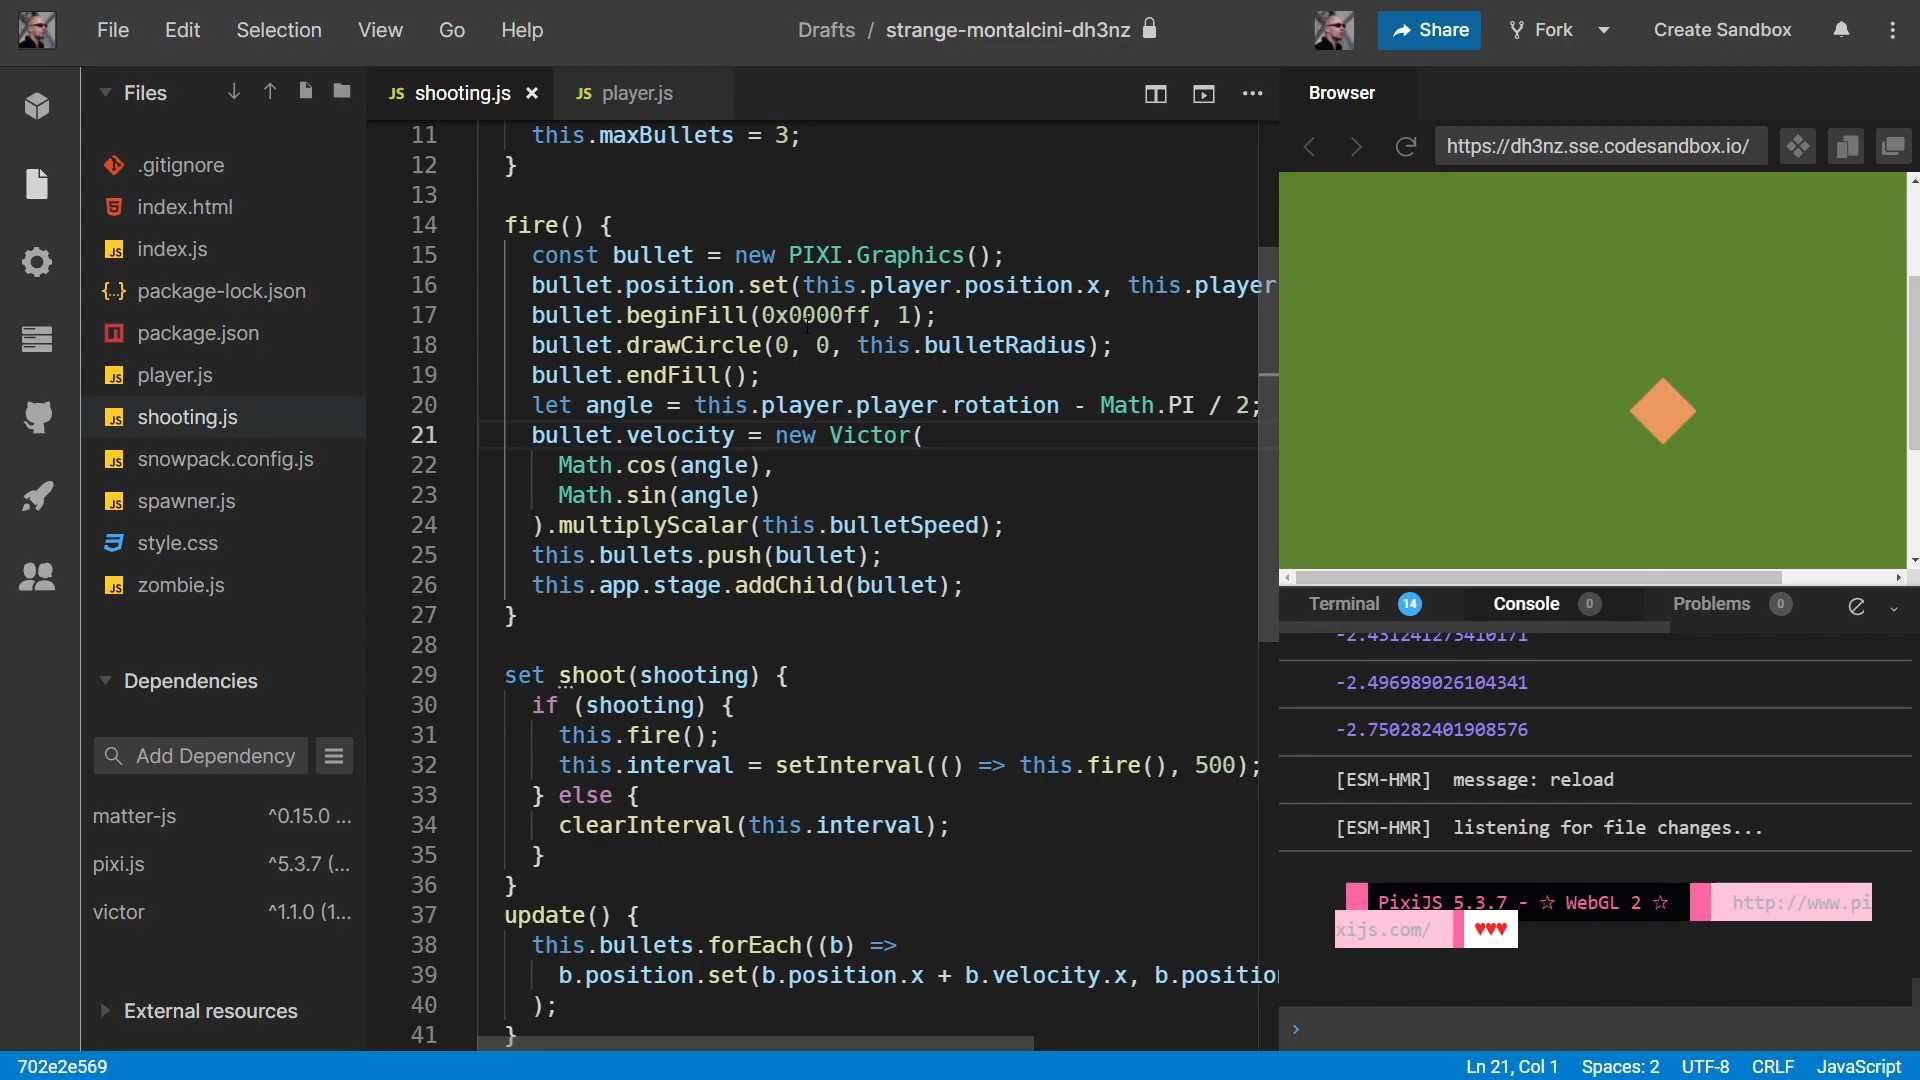 File Edit Selection View Go Help
Drafts / strange-montalcini-dh3nz
Share Fork Create Sandbox
Files
.gitignore
index.html
index.js
package-lock.json
package.json
player.js
shooting.js
snowpack.config.js
spawner.js
style.css
zombie.js
Dependencies
Add Dependency
matter-js ^0.15.0 ...
pixi.js ^5.3.7 (...
victor ^1.1.0 (1...
External resources
JS shooting.js × JS player.js
11 this.maxBullets = 3;
12 }
13
14 fire() {
15 const bullet = new PIXI.Graphics();
16 bullet.position.set(this.player.position.x, this.player
17 bullet.beginFill(0x0000ff, 1);
18 bullet.drawCircle(0, 0, this.bulletRadius);
19 bullet.endFill();
20 let angle = this.player.player.rotation - Math.PI / 2;
21 bullet.velocity = new Victor(
22 Math.cos(angle),
23 Math.sin(angle)
24 ).multiplyScalar(this.bulletSpeed);
25 this.bullets.push(bullet);
26 this.app.stage.addChild(bullet);
27 }
28
29 set shoot(shooting) {
30 if (shooting) {
31 this.fire();
32 this.interval = setInterval(() => this.fire(), 500);
33 } else {
34 clearInterval(this.interval);
35 }
36 }
37 update() {
38 this.bullets.forEach((b) =>
39 b.position.set(b.position.x + b.velocity.x, b.positio
40 );
41 }
Browser
https://dh3nz.sse.codesandbox.io/
Terminal 14 Console 0 Problems 0
-2.431241273410171
-2.496989026104341
-2.750282401908576
[ESM-HMR] message: reload
[ESM-HMR] listening for file changes...
PixiJS 5.3.7 - ☆ WebGL 2 ☆ http://www.pi
xijs.com/ ♥♥♥
›
702e2e569
Ln 21, Col 1 Spaces: 2 UTF-8 CRLF JavaScript